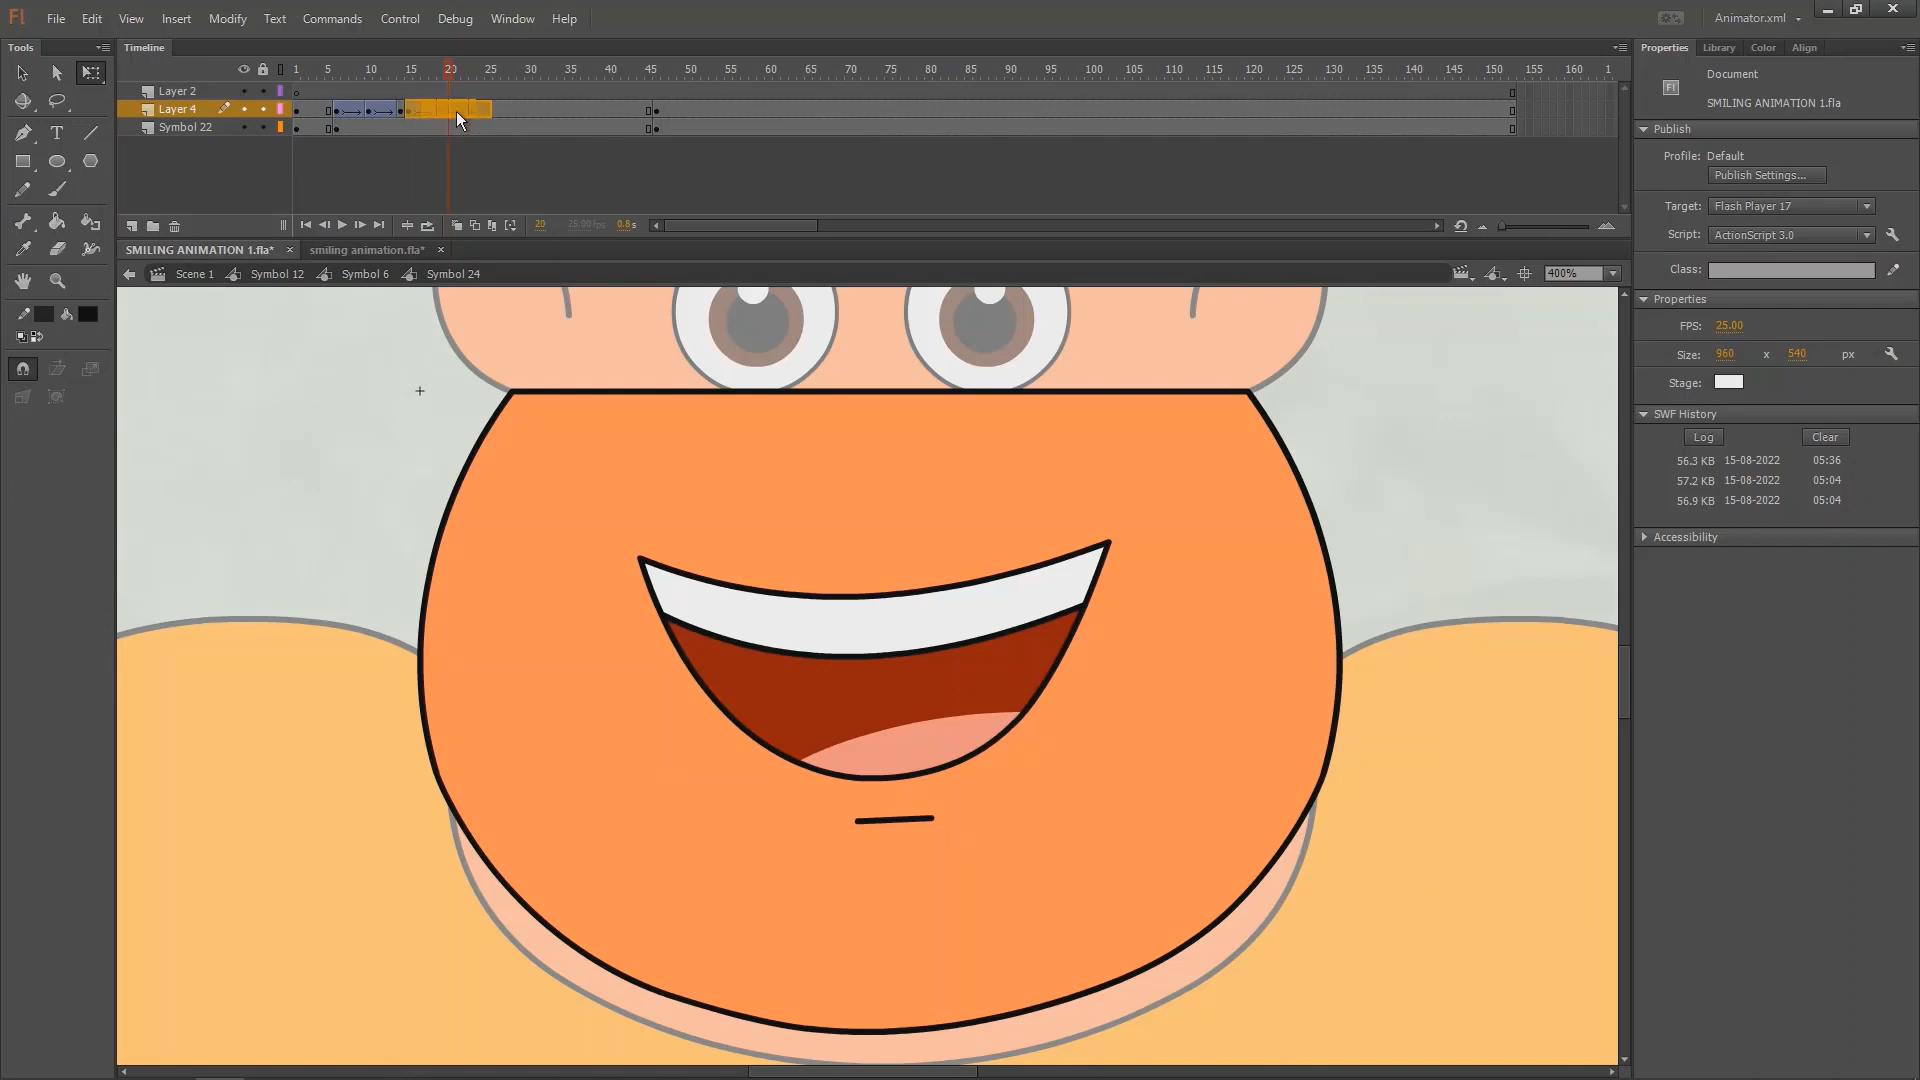 Fl File Edit View Insert Modify Text Commands Control Debug Window Help Animator.xml
Tools Timeline Properties Library Color Align
1 5 10 15 20 25 30 35 40 45 50 55 60 65 70 75 80 85 90 95 100 105 110 115 120 125 130 135 140 145 150 155 160 1
Layer 2
Layer 4
Symbol 22
20 25.00 fps 0.8 s
SMILING ANIMATION 1.fla* × smiling animation.fla* ×
Scene 1 Symbol 12 Symbol 6 Symbol 24 400%
Document
Fl SMILING ANIMATION 1.fla
Publish
Profile: Default
Publish Settings...
Target: Flash Player 17
Script: ActionScript 3.0
Class:
Properties
FPS: 25.00
Size: 960 x 540 px
Stage:
SWF History
Log Clear
56.3 KB 15-08-2022 05:36
57.2 KB 15-08-2022 05:04
56.9 KB 15-08-2022 05:04
Accessibility